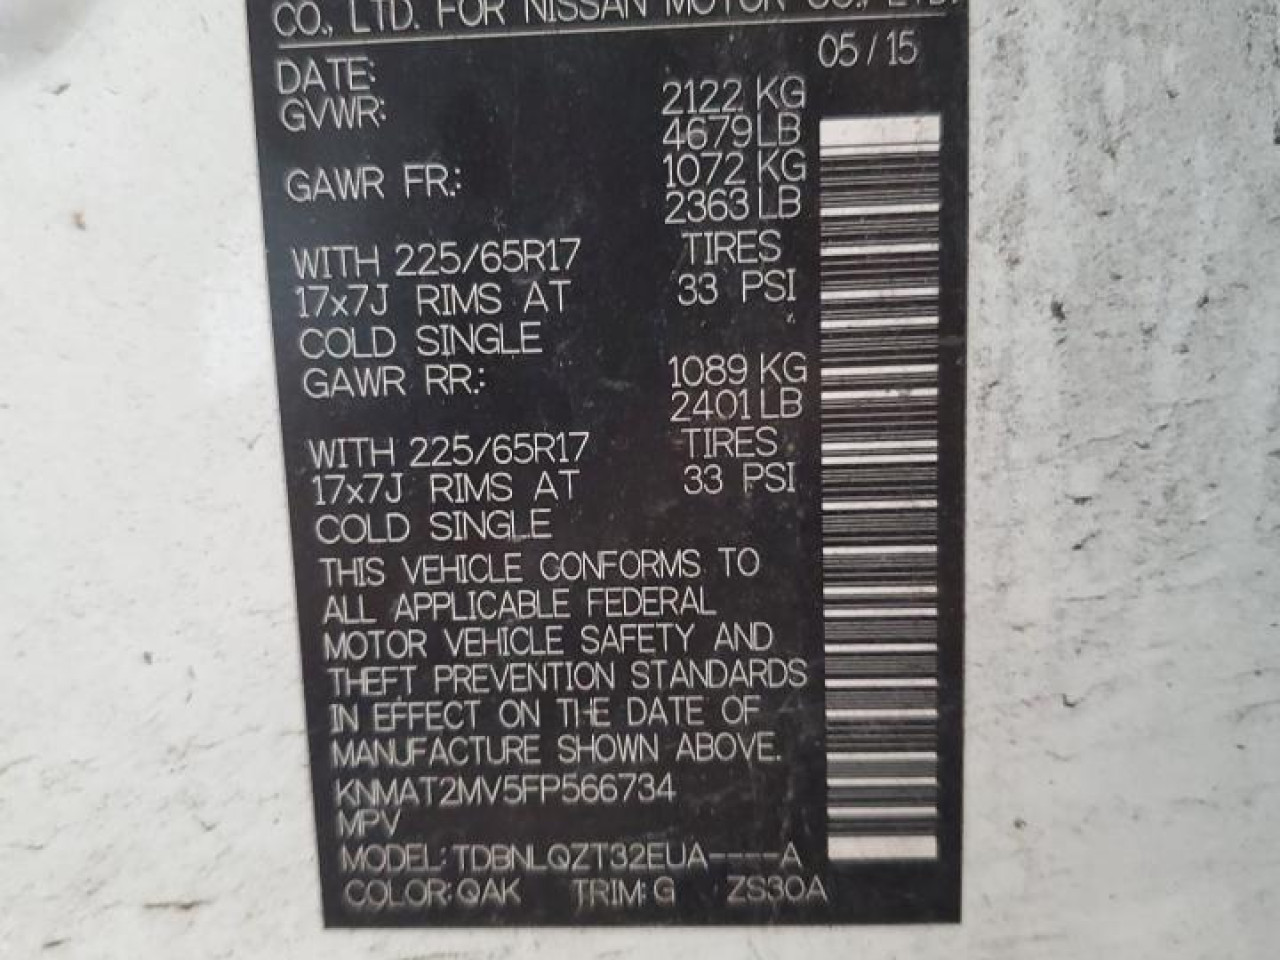 CO., LTD. FOR NISSAN MOTOR CO., LTD.
DATE: 05 / 15
GVWR: 2122 KG
4679 LB
GAWR FR.: 1072 KG
2363 LB
WITH 225/65R17 TIRES
17x7J RIMS AT 33 PSI
COLD SINGLE
GAWR RR.: 1089 KG
2401 LB
WITH 225/65R17 TIRES
17x7J RIMS AT 33 PSI
COLD SINGLE
THIS VEHICLE CONFORMS TO
ALL APPLICABLE FEDERAL
MOTOR VEHICLE SAFETY AND
THEFT PREVENTION STANDARDS
IN EFFECT ON THE DATE OF
MANUFACTURE SHOWN ABOVE.
KNMAT2MV5FP566734
MPV
MODEL: TDBNLQZT32EUA----A
COLOR: QAK TRIM: G ZS30A